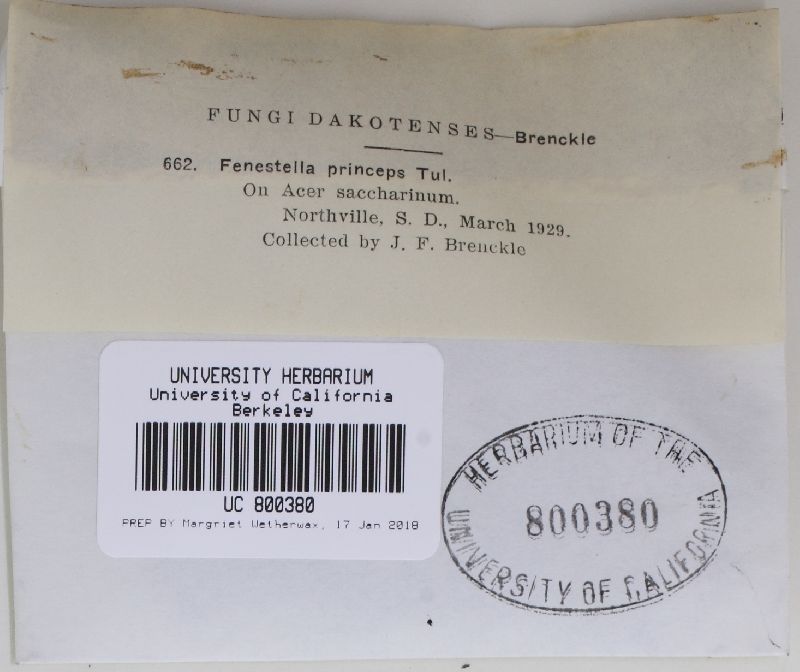 FUNGI DAKOTENSES—Brenckle
662. Fenestella princeps Tul.
On Acer saccharinum.
Northville, S. D., March 1929.
Collected by J. F. Brenckle
UNIVERSITY HERBARIUM
University of California
Berkeley
UC 800380
PREP BY Margriet Wetherwax, 17 Jan 2018
HERBARIUM OF THE
800380
UNIVERSITY OF CALIFORINIA